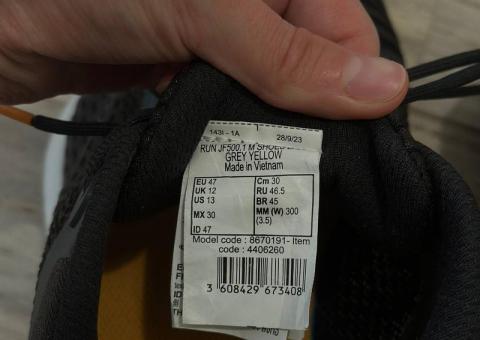 143I - 1A 28/9/23
RUN JF500.1 M SHOES
GREY YELLOW
Made in Vietnam
EU 47 Cm 30
UK 12 RU 46.5
US 13 BR 45
MX 30 MM (W) 300
(3.5)
ID 47
Model code : 8670191- Item
code : 4406260
3 608429 673408